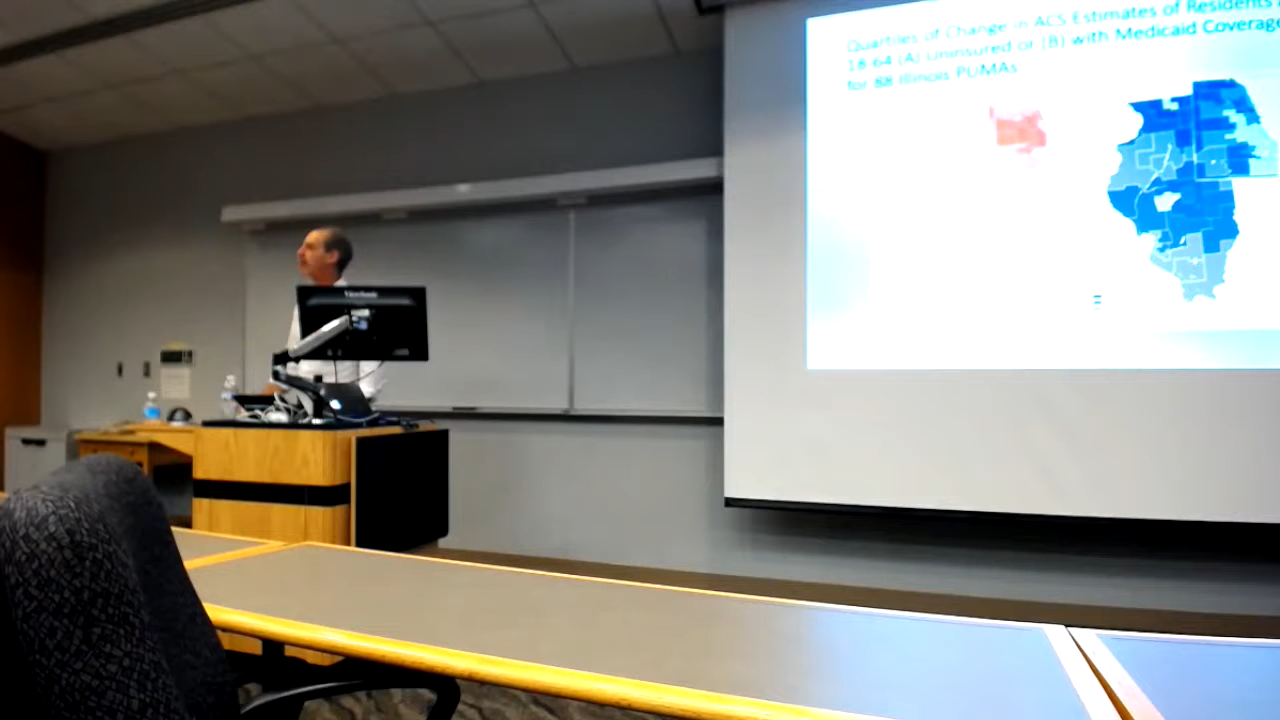 Quartiles of Change in ACS Estimates of Residents
18-64 (A) Uninsured or (B) with Medicaid Coverage
for 88 Illinois PUMAs
ViewSonic